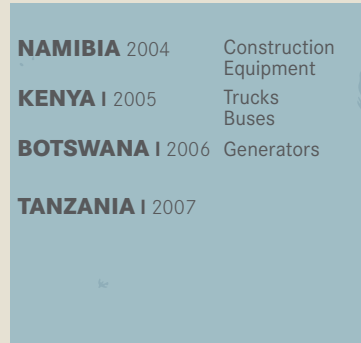 NAMIBIA 2004 Construction
Equipment
KENYA I 2005 Trucks
Buses
BOTSWANA I 2006 Generators
TANZANIA I 2007